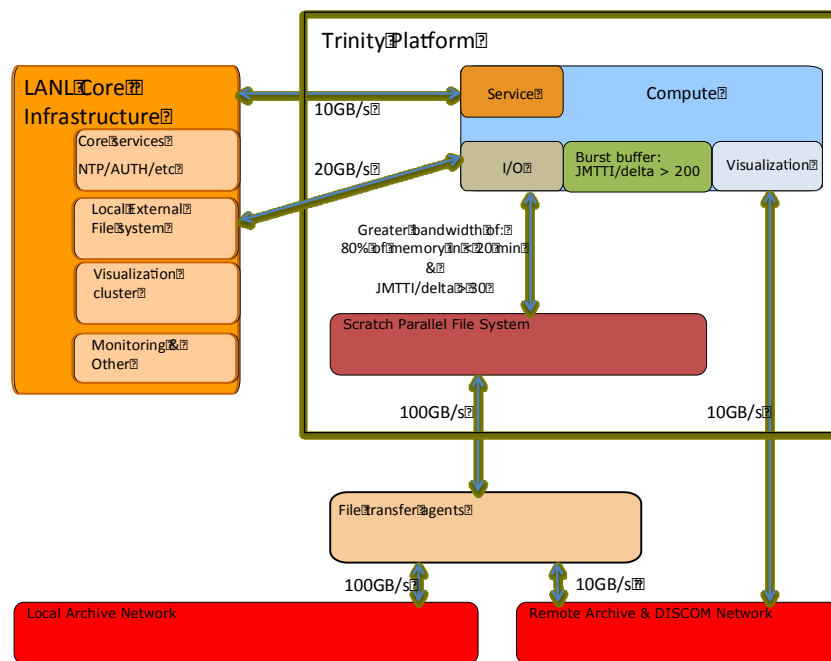 Trinity Platform
LANL Core
Infrastructure
Core services
NTP/AUTH/etc
Local External
File system
Visualization
cluster
Monitoring &
Other
10GB/s
20GB/s
Service
Compute
I/O
Burst buffer:
JMTTI/delta > 200
Visualization
Greater bandwidth of:
80% of memory in < 20 min
&
JMTTI/delta > 30
Scratch Parallel File System
100GB/s
10GB/s
File transfer agents
100GB/s
10GB/s
Local Archive Network
Remote Archive & DISCOM Network